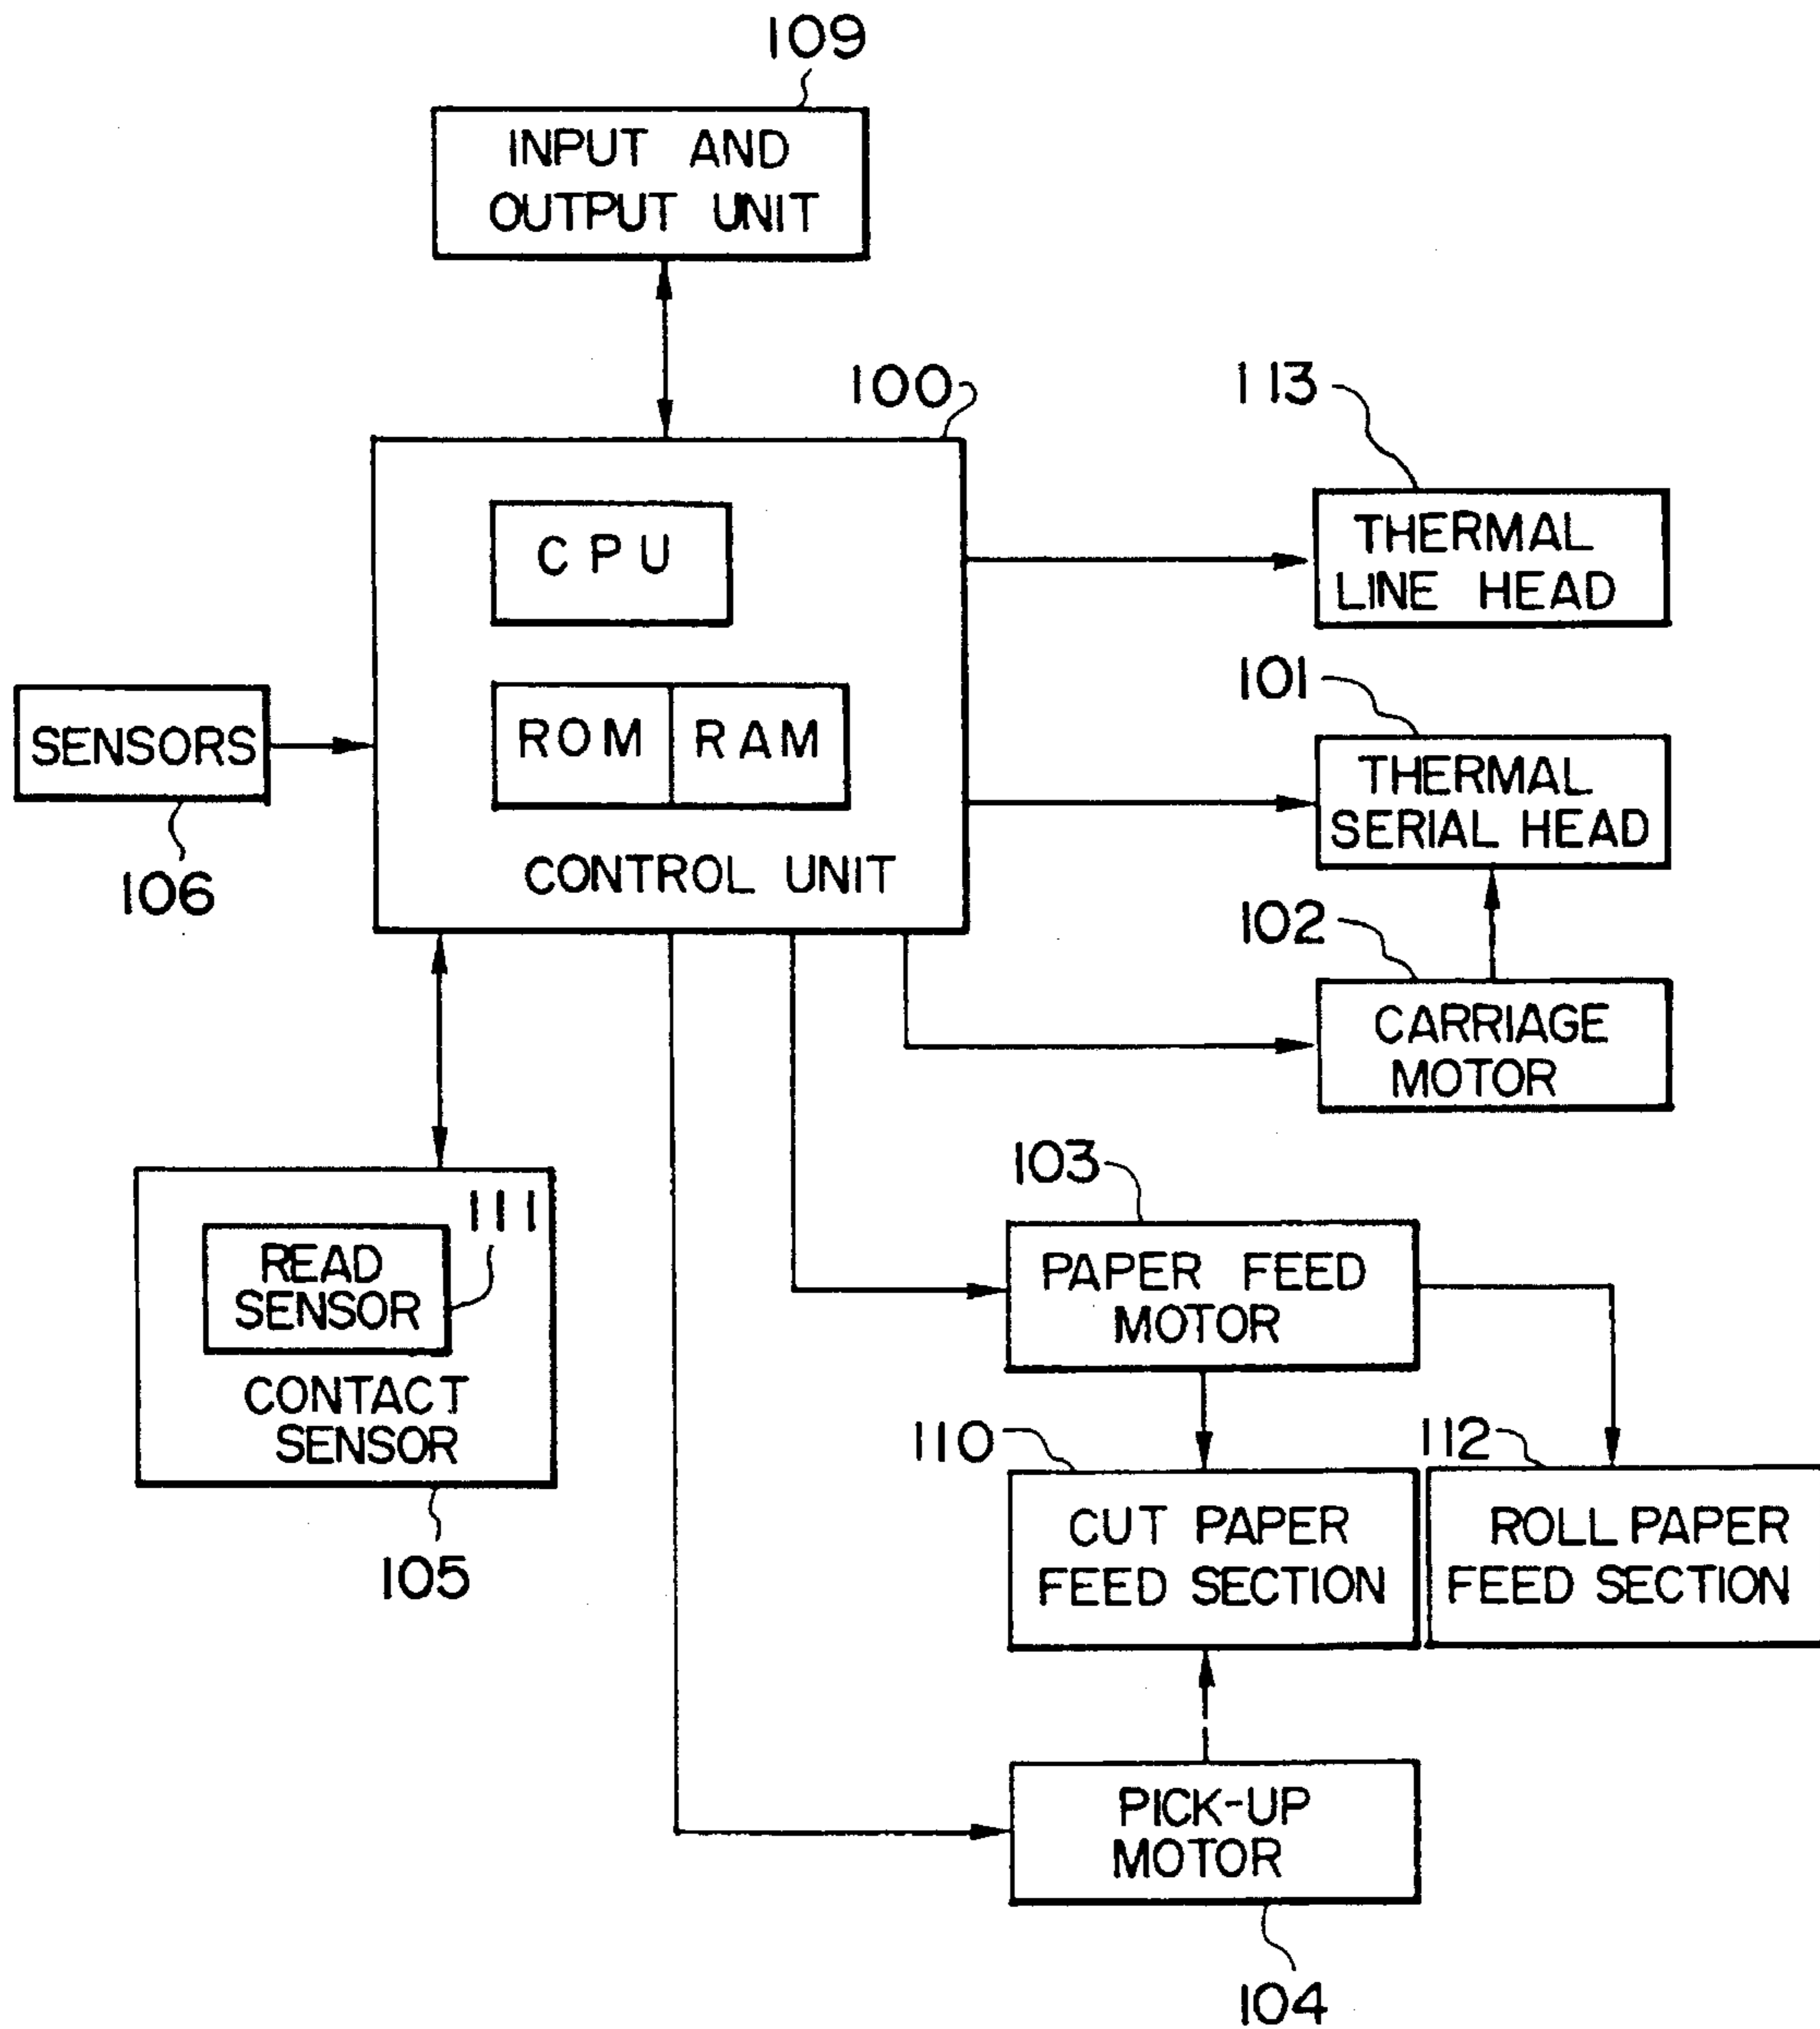 109
INPUT AND
OUTPUT UNIT
100
113
CPU
THERMAL
LINE HEAD
101
SENSORS
ROM
RAM
THERMAL
SERIAL HEAD
106
CONTROL UNIT
102
CARRIAGE
MOTOR
103
111
READ
SENSOR
PAPER FEED
MOTOR
CONTACT
SENSOR
110
112
105
CUT PAPER
FEED SECTION
ROLL PAPER
FEED SECTION
PICK-UP
MOTOR
104